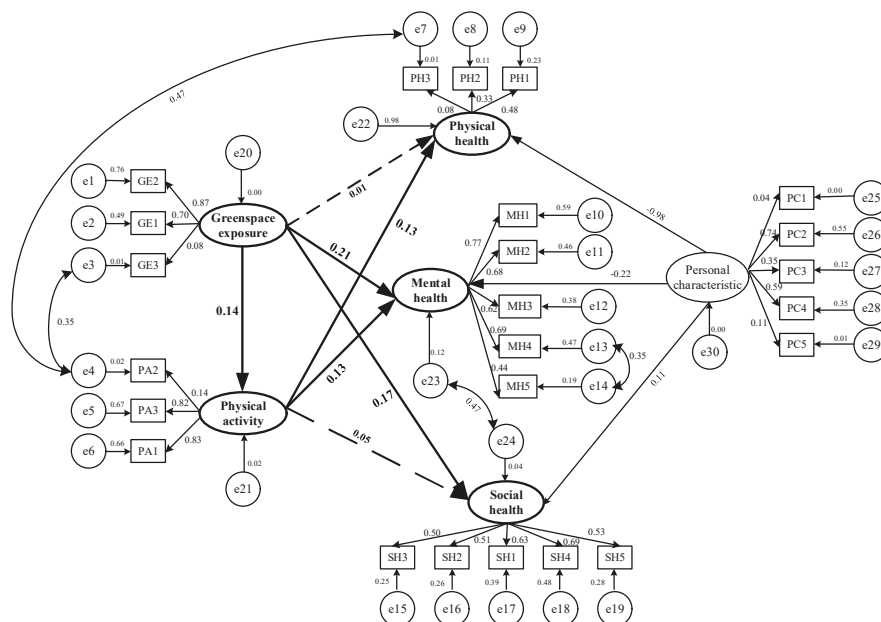 e7
e8
e9
0.01
0.11
0.23
PH3
PH2
PH1
0.47
0.08
0.33
0.48
e22
0.98
Physical
health
e20
0.00
e1
0.76
GE2
0.87
e2
0.49
GE1
0.70
e3
0.01
GE3
0.08
Greenspace
exposure
0.01
0.13
0.21
0.14
0.13
0.17
0.05
0.35
-0.98
-0.22
0.11
MH1
0.59
e10
0.77
MH2
0.46
e11
0.68
Mental
health
MH3
0.38
e12
0.62
MH4
0.47
e13
0.69
0.35
MH5
0.19
e14
0.44
0.12
e23
0.47
e24
0.04
Personal
characteristic
0.00
e30
0.04
PC1
0.00
e25
0.74
PC2
0.55
e26
0.35
PC3
0.12
e27
0.59
PC4
0.35
e28
0.11
PC5
0.01
e29
e4
0.02
PA2
0.14
e5
0.67
PA3
0.82
e6
0.66
PA1
0.83
Physical
activity
0.02
e21
Social
health
0.50
0.51
0.63
0.69
0.53
SH3
SH2
SH1
SH4
SH5
0.25
0.26
0.39
0.48
0.28
e15
e16
e17
e18
e19